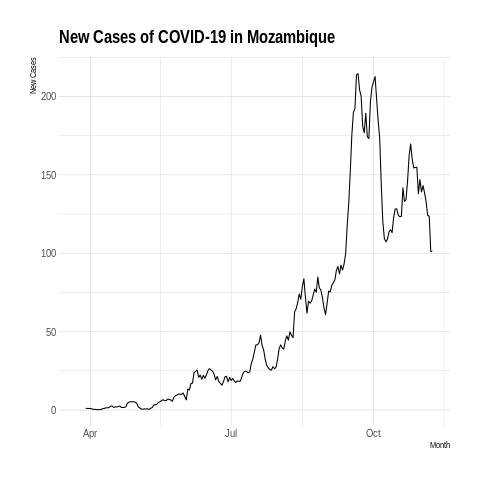 New Cases of COVID-19 in Mozambique
New Cases
200
150
100
50
0
Apr
Jul
Oct
Month